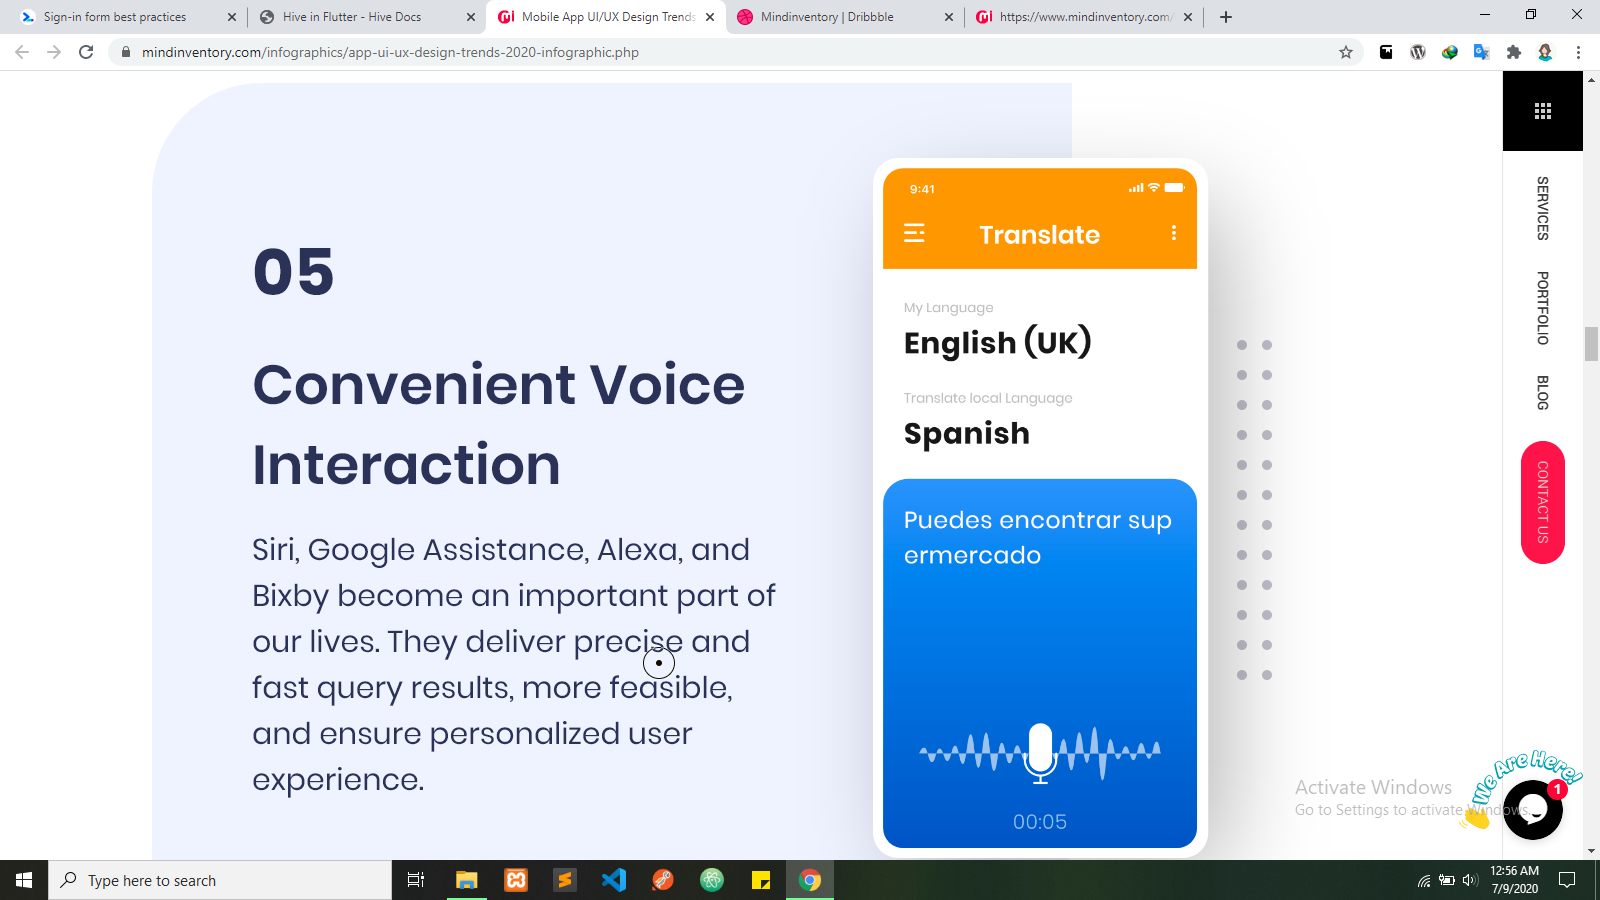 Sign-in form best practices
Hive in Flutter - Hive Docs
Mobile App UI/UX Design Trends
Mindinventory | Dribbble
https://www.mindinventory.com/
mindinventory.com/infographics/app-ui-ux-design-trends-2020-infographic.php
05
Convenient Voice
Interaction
Siri, Google Assistance, Alexa, and
Bixby become an important part of
our lives. They deliver precise and
fast query results, more feasible,
and ensure personalized user
experience.
9:41
Translate
My Language
English (UK)
Translate local Language
Spanish
Puedes encontrar sup
ermercado
00:05
SERVICES
PORTFOLIO
BLOG
CONTACT US
We Are Here!
1
Activate Windows
Go to Settings to activate Windows.
Type here to search
12:56 AM
7/9/2020